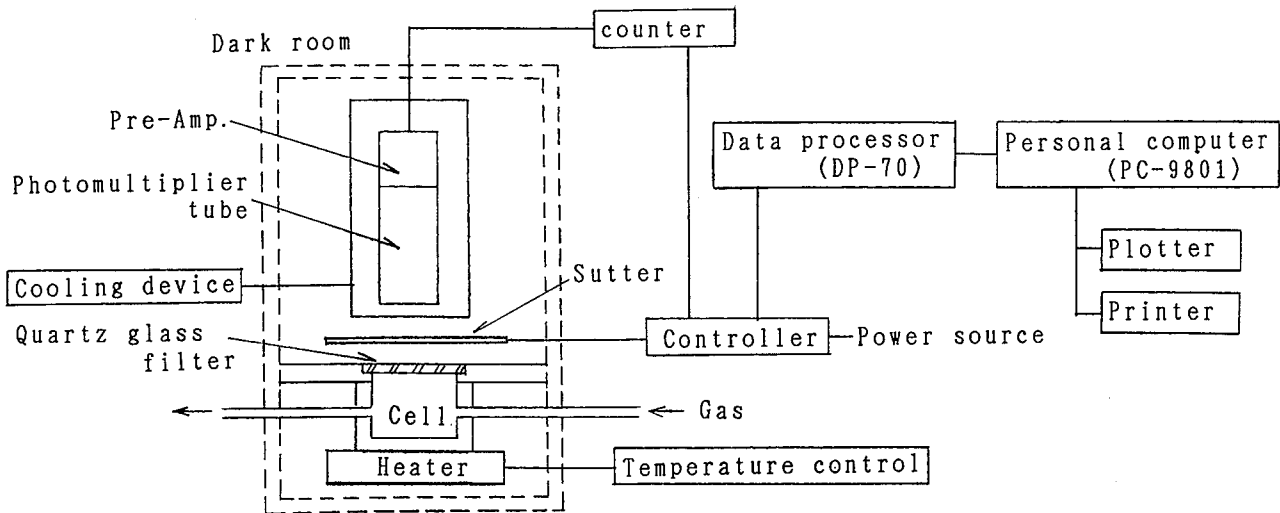 counter
Dark room
Pre-Amp.
Data processor
(DP-70)
Personal computer
(PC-9801)
Photomultiplier
tube
Plotter
Sutter
Cooling device
Printer
Quartz glass
filter
Controller
Power source
Cell
Gas
Heater
Temperature control